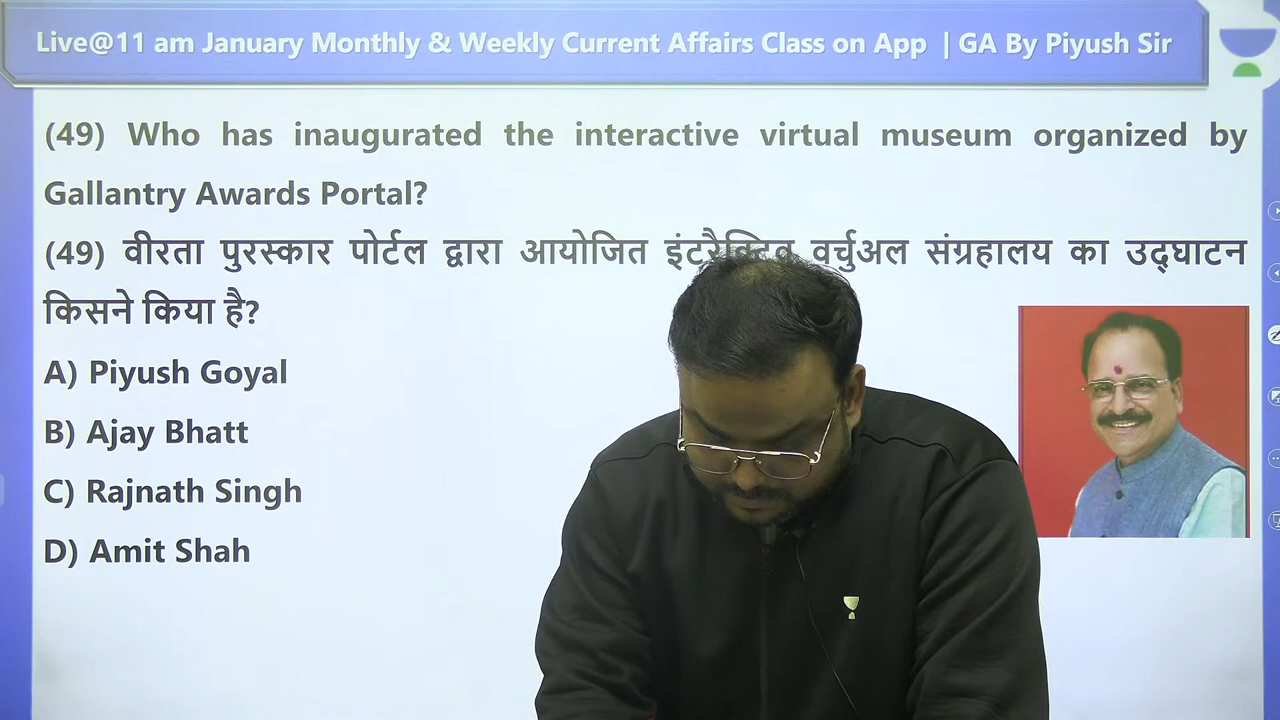 Live@11 am January Monthly & Weekly Current Affairs Class on App | GA By Piyush Sir
(49) Who has inaugurated the interactive virtual museum organized by
Gallantry Awards Portal?
(49) वीरता पुरस्कार पोर्टल द्वारा आयोजित इंटरैक्टिव वर्चुअल संग्रहालय का उद्घाटन
किसने किया है?
A) Piyush Goyal
B) Ajay Bhatt
C) Rajnath Singh
D) Amit Shah